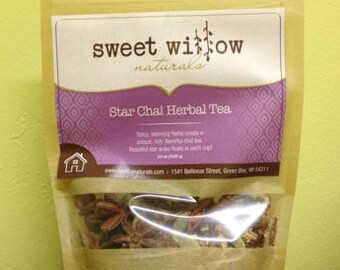 sweet willow
naturals
Star Chai Herbal Tea
Spicy, warming herbs create a
unique, rich, flavorful chai tea.
Beautiful star anise floats in each cup!
1541 Bellevue Street, Green Bay, WI 54311